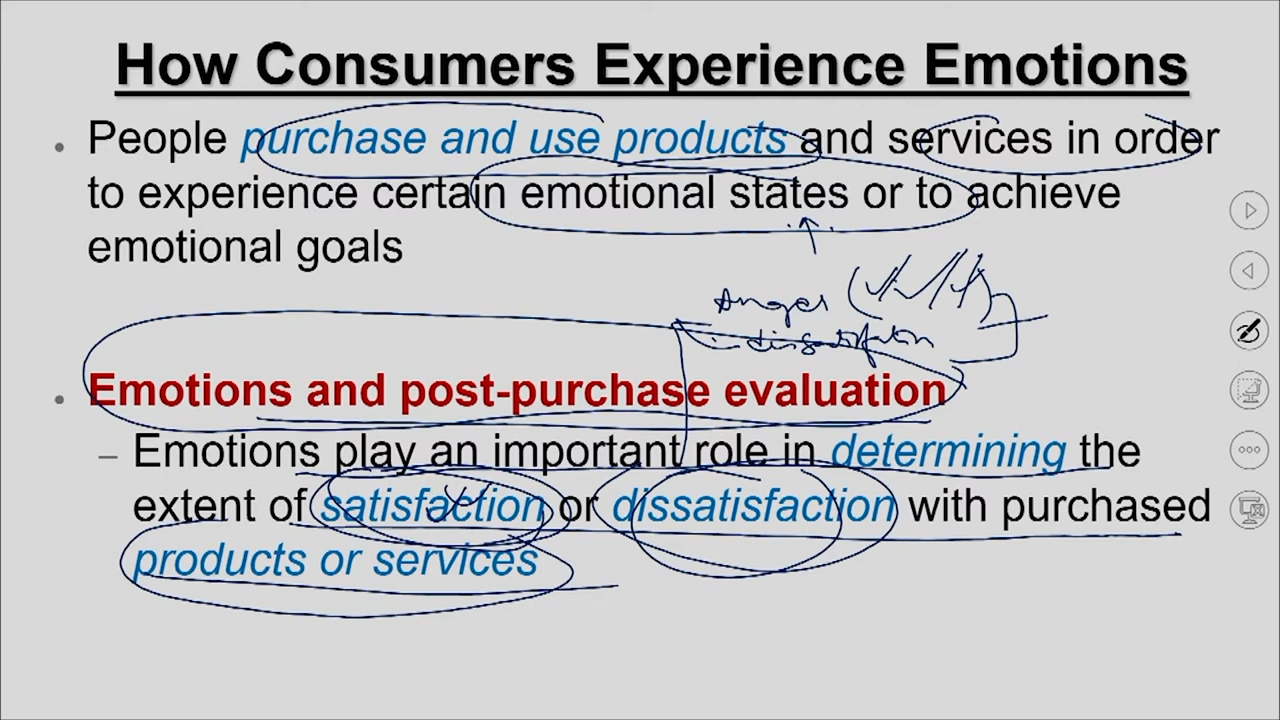 How Consumers Experience Emotions
• People purchase and use products and services in order
to experience certain emotional states or to achieve
emotional goals
Anger
in dissatisfaction
• Emotions and post-purchase evaluation
– Emotions play an important role in determining the
extent of satisfaction or dissatisfaction with purchased
products or services